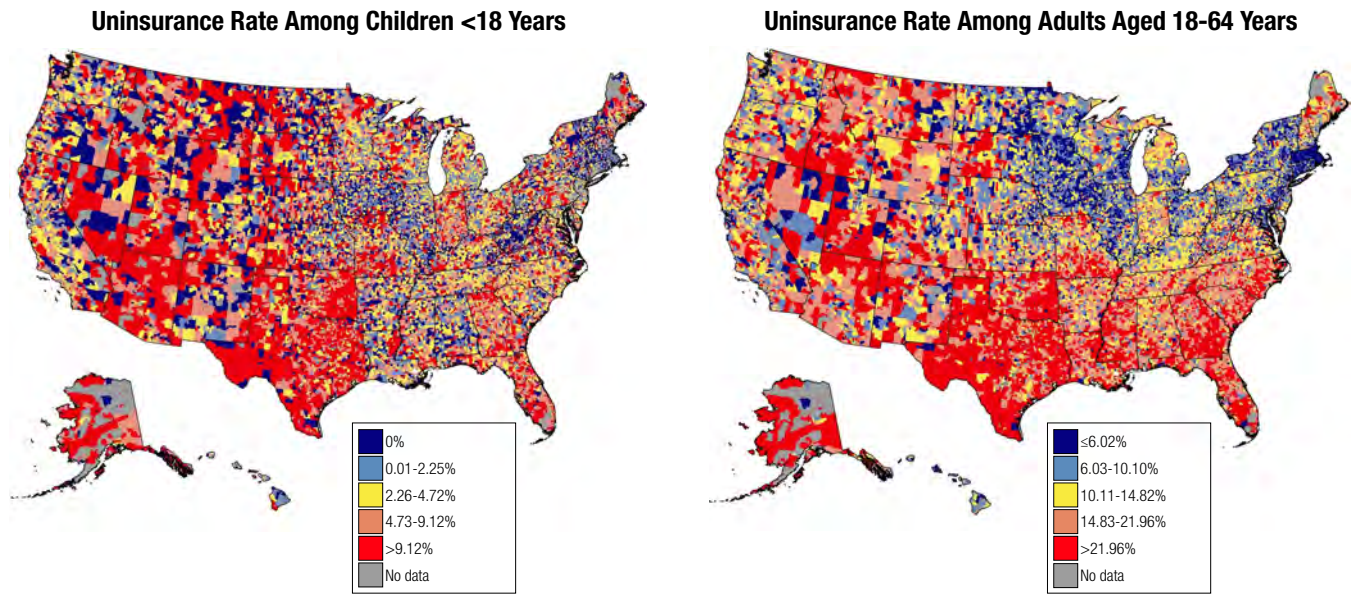 Uninsurance Rate Among Children <18 Years
Uninsurance Rate Among Adults Aged 18-64 Years
0%
0.01-2.25%
2.26-4.72%
4.73-9.12%
>9.12%
No data
≤6.02%
6.03-10.10%
10.11-14.82%
14.83-21.96%
>21.96%
No data